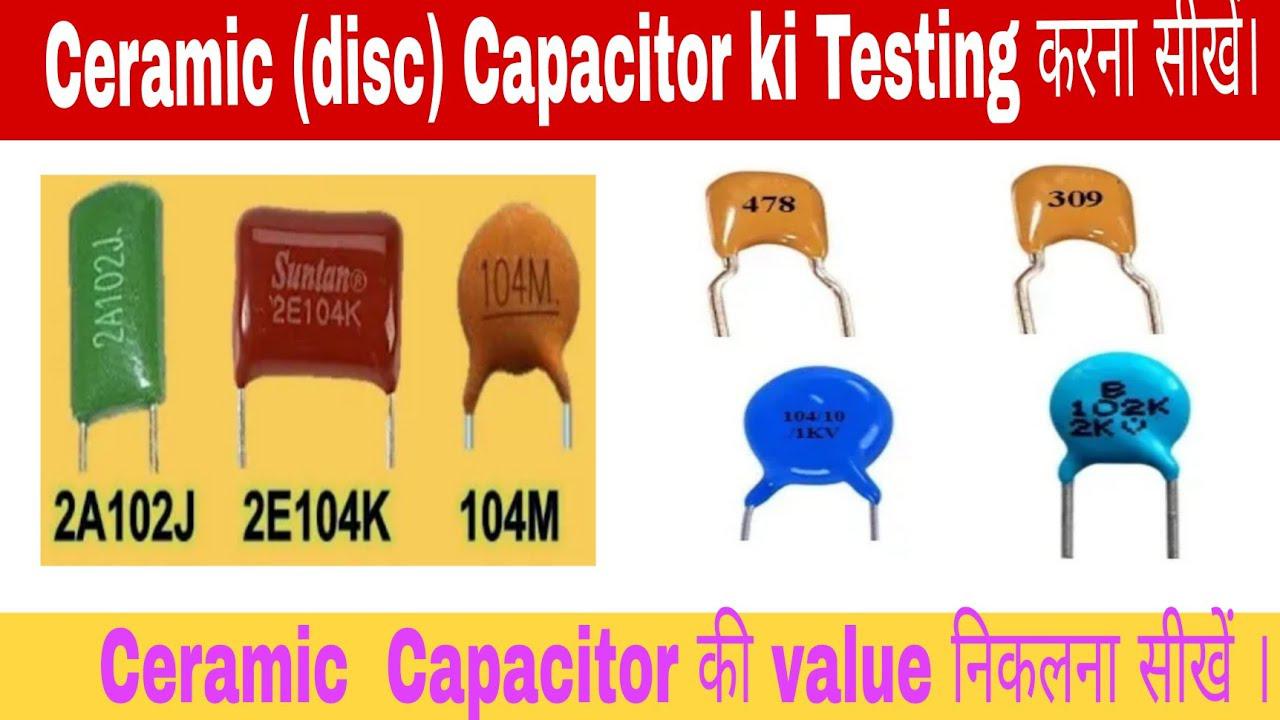 Ceramic (disc) Capacitor ki Testing करना सीखें।
2A102J.
Suntan®
2E104K
104M.
478
309
104/10
/1KV
B
102K
2KV
2A102J
2E104K
104M
Ceramic Capacitor की value निकलना सीखें ।